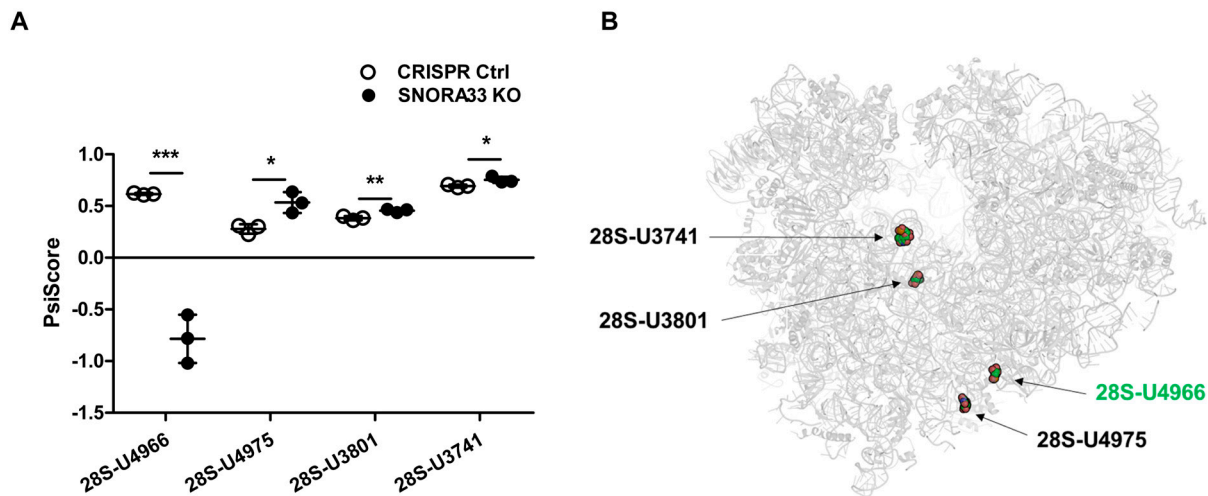 A
CRISPR Ctrl
SNORA33 KO
PsiScore
1.0
0.5
0.0
-0.5
-1.0
-1.5
***
*
**
*
28S-U4966
28S-U4975
28S-U3801
28S-U3741
B
28S-U3741
28S-U3801
28S-U4966
28S-U4975